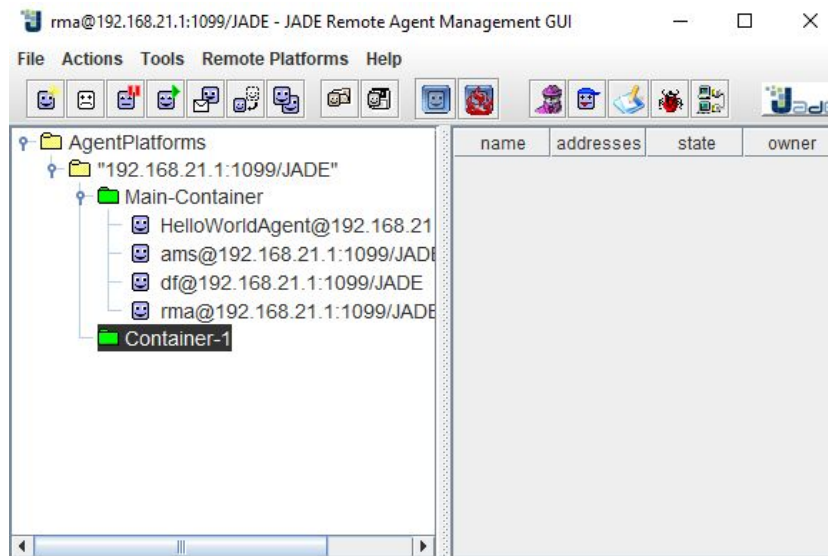 rma@192.168.21.1:1099/JADE - JADE Remote Agent Management GUI
File Actions Tools Remote Platforms Help
Jade
AgentPlatforms
"192.168.21.1:1099/JADE"
Main-Container
HelloWorldAgent@192.168.21
ams@192.168.21.1:1099/JADE
df@192.168.21.1:1099/JADE
rma@192.168.21.1:1099/JADE
Container-1
name addresses state owner